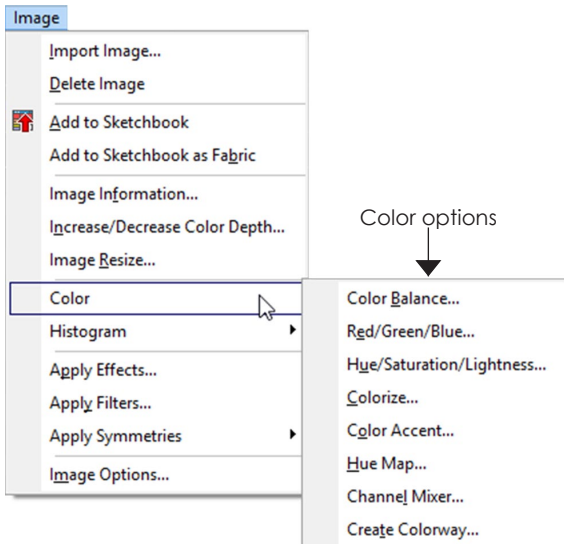 Image
Import Image...
Delete Image
Add to Sketchbook
Add to Sketchbook as Fabric
Image Information...
Increase/Decrease Color Depth...
Image Resize...
Color
Histogram
Apply Effects...
Apply Filters...
Apply Symmetries
Image Options...
Color options
Color Balance...
Red/Green/Blue...
Hue/Saturation/Lightness...
Colorize...
Color Accent...
Hue Map...
Channel Mixer...
Create Colorway...